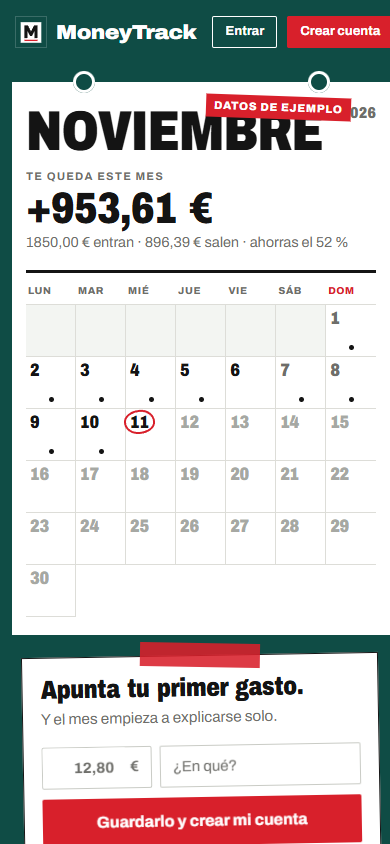 M MoneyTrack Entrar Crear cuenta
DATOS DE EJEMPLO
NOVIEMBRE 026
TE QUEDA ESTE MES
+953,61 €
1850,00 € entran · 896,39 € salen · ahorras el 52 %
LUN MAR MIÉ JUE VIE SÁB DOM
1
2 3 4 5 6 7 8
9 10 11 12 13 14 15
16 17 18 19 20 21 22
23 24 25 26 27 28 29
30
Apunta tu primer gasto.
Y el mes empieza a explicarse solo.
12,80 € ¿En qué?
Guardarlo y crear mi cuenta